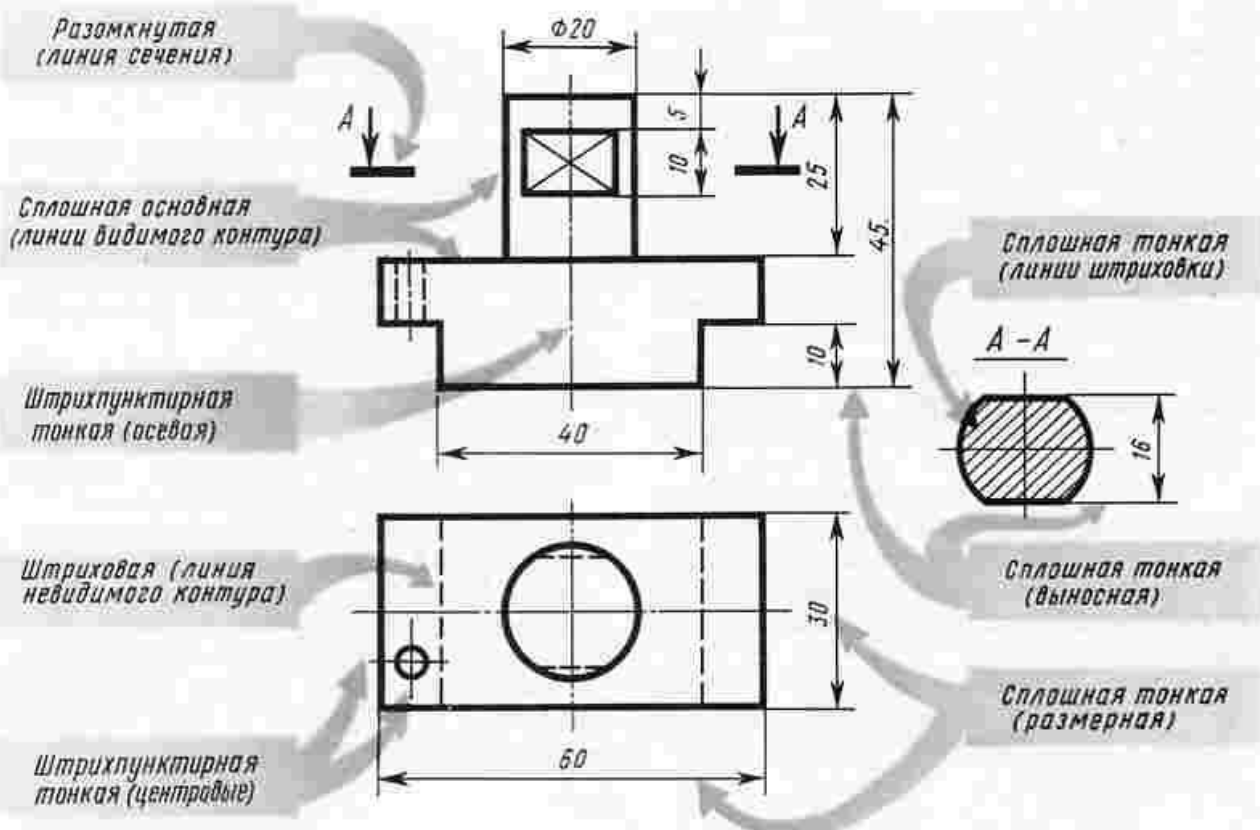 Разомкнутая
(линия сечения)
Ф20
А
А
5
10
25
45
Сплошная основная
(линии видимого контура)
Сплошная тонкая
(линии штриховки)
10
А – А
Штрихпунктирная
тонкая (осевая)
40
16
Штриховая (линия
невидимого контура)
Сплошная тонкая
(выносная)
30
Сплошная тонкая
(размерная)
60
Штрихпунктирная
тонкая (центровые)